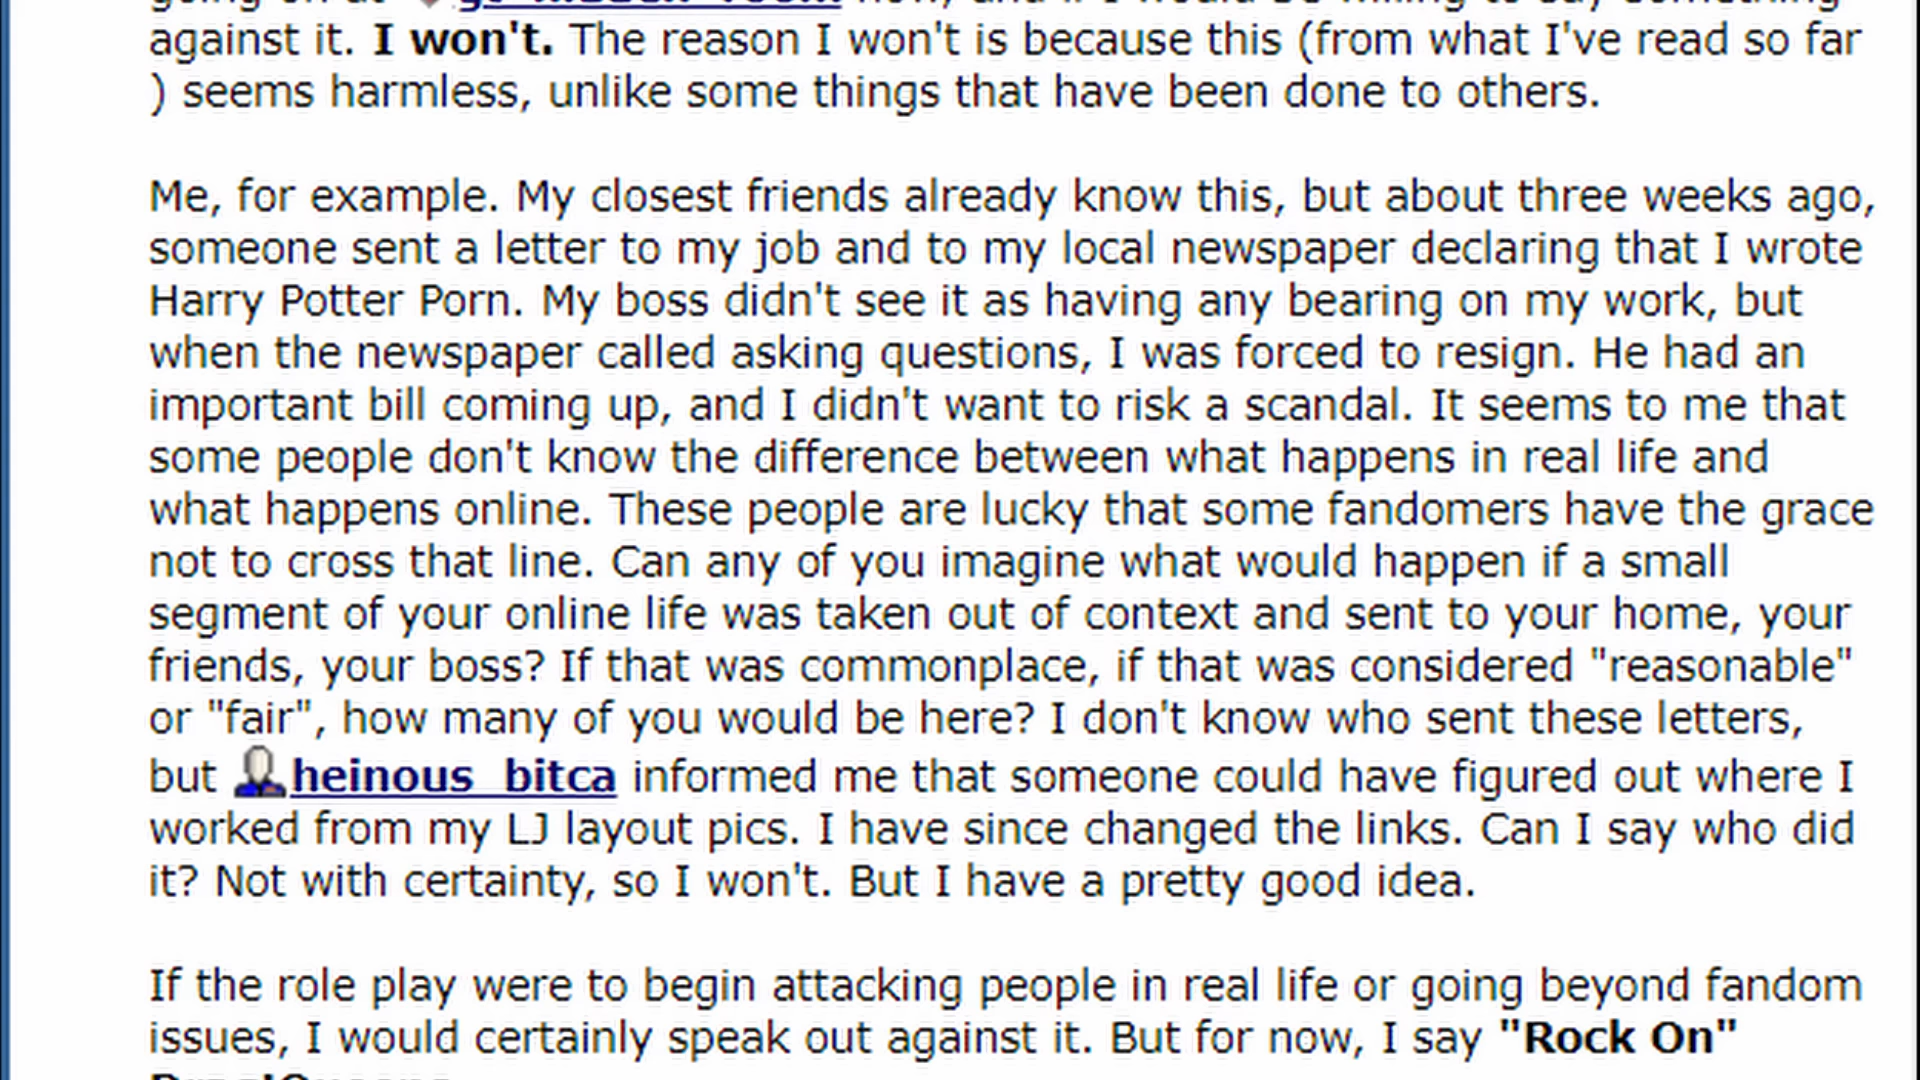 against it. I won't. The reason I won't is because this (from what I've read so far
) seems harmless, unlike some things that have been done to others.
Me, for example. My closest friends already know this, but about three weeks ago,
someone sent a letter to my job and to my local newspaper declaring that I wrote
Harry Potter Porn. My boss didn't see it as having any bearing on my work, but
when the newspaper called asking questions, I was forced to resign. He had an
important bill coming up, and I didn't want to risk a scandal. It seems to me that
some people don't know the difference between what happens in real life and
what happens online. These people are lucky that some fandomers have the grace
not to cross that line. Can any of you imagine what would happen if a small
segment of your online life was taken out of context and sent to your home, your
friends, your boss? If that was commonplace, if that was considered "reasonable"
or "fair", how many of you would be here? I don't know who sent these letters,
but heinous_bitca informed me that someone could have figured out where I
worked from my LJ layout pics. I have since changed the links. Can I say who did
it? Not with certainty, so I won't. But I have a pretty good idea.
If the role play were to begin attacking people in real life or going beyond fandom
issues, I would certainly speak out against it. But for now, I say "Rock On"